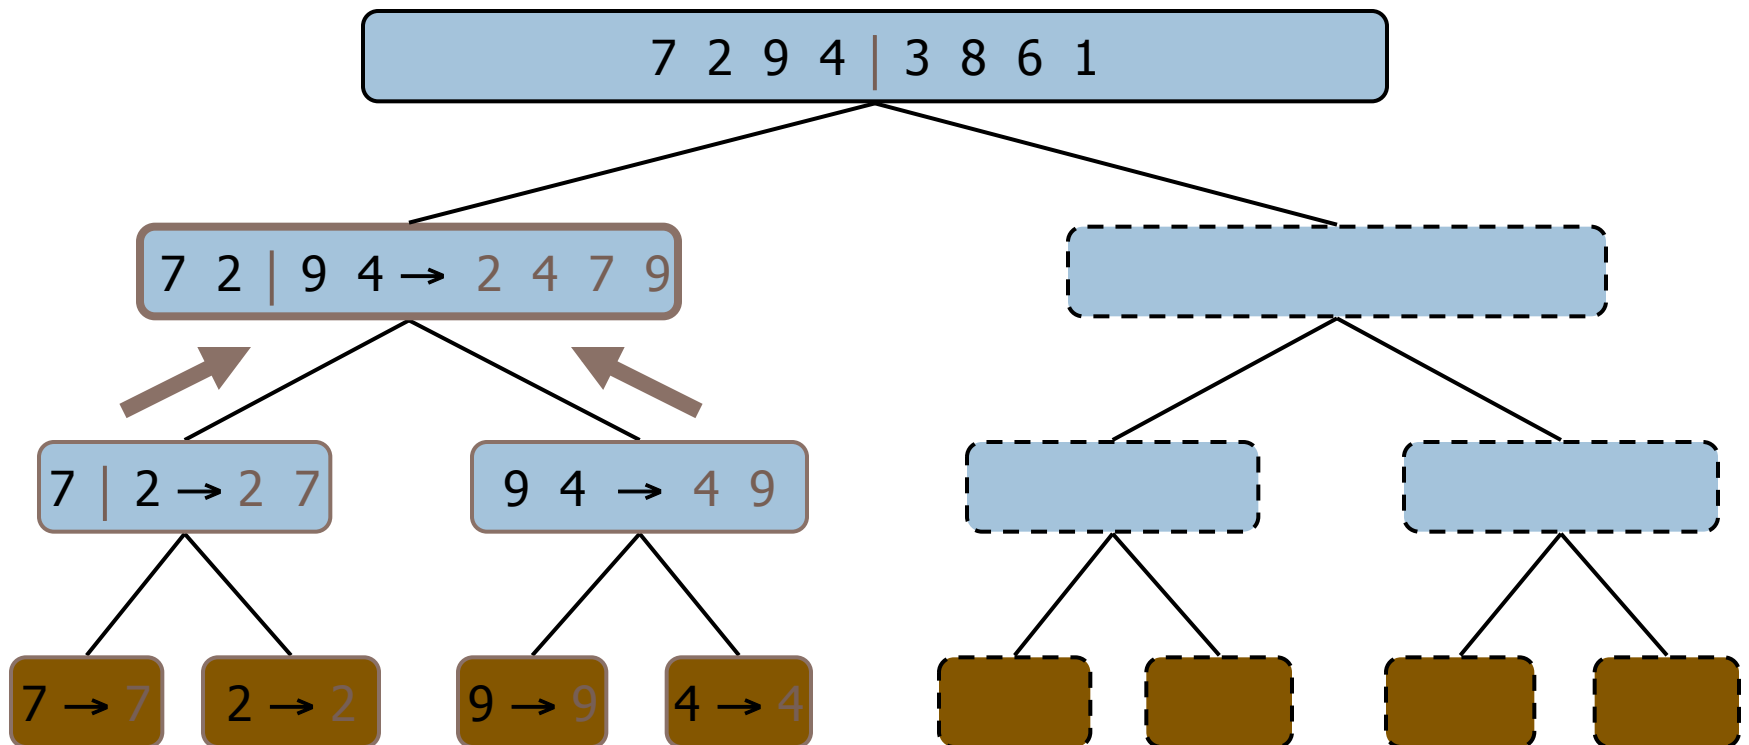 7 2 9 4 | 3 8 6 1
7 2 | 9 4 → 2 4 7 9
7 | 2 → 2 7
9 4 → 4 9
7 → 7
2 → 2
9 → 9
4 → 4